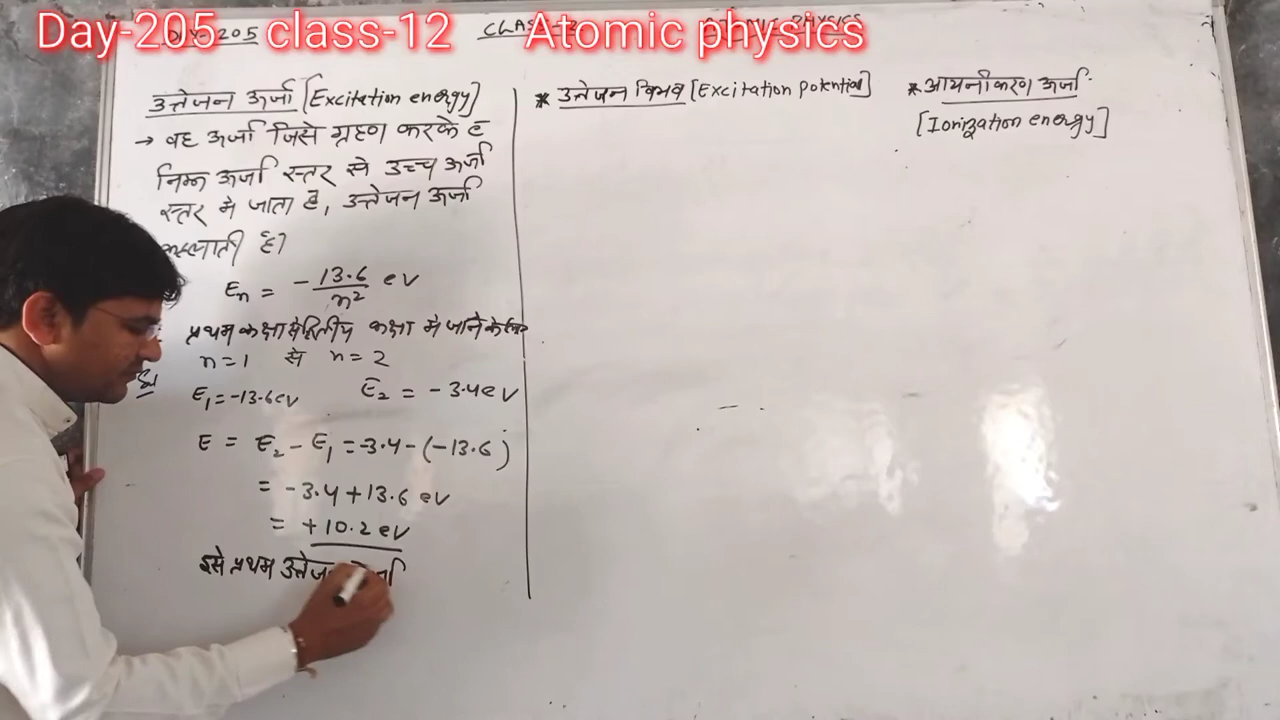 Day-205 class-12 Atomic physics
उत्तेजन ऊर्जा [Excitation energy]
→ वह ऊर्जा जिसे ग्रहण करके e
निम्न ऊर्जा स्तर से उच्च ऊर्जा
स्तर मे जाता है, उत्तेजन ऊर्जा
कहलाती है।
Eₙ = -13.6/n² eV
प्रथम कक्षा से द्वितीय कक्षा मे जाने के लिए
n=1 से n=2
E₁=-13.6eV E₂ = -3.4eV
E = E₂ - E₁ = -3.4-(-13.6)
= -3.4+13.6 eV
= +10.2 eV
इसे प्रथम
* उत्तेजन विभव [Excitation Potential]
* आयनीकरण ऊर्जा
[Ionization energy]